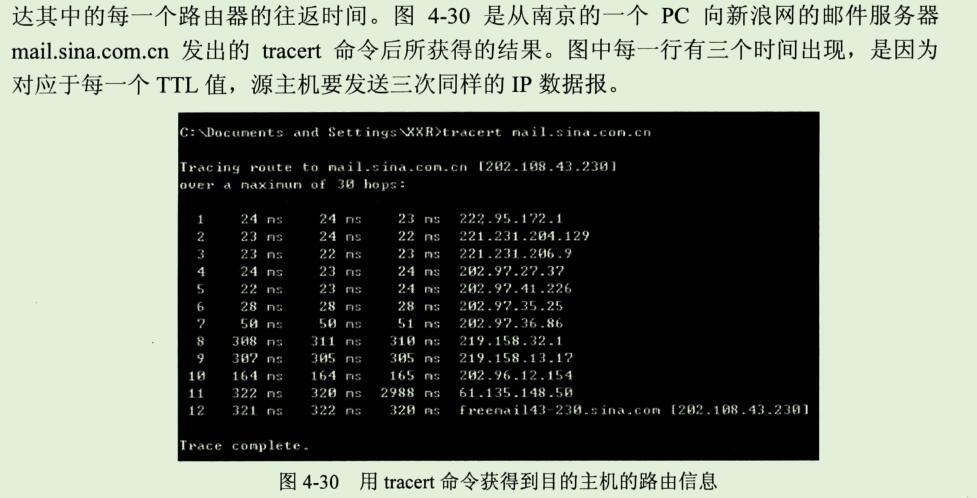 达其中的每一个路由器的往返时间。图 4-30 是从南京的一个 PC 向新浪网的邮件服务器
mail.sina.com.cn 发出的 tracert 命令后所获得的结果。图中每一行有三个时间出现，是因为
对应于每一个 TTL 值，源主机要发送三次同样的 IP 数据报。
C:\Documents and Settings\XXR>tracert mail.sina.com.cn
Tracing route to mail.sina.com.cn [202.108.43.230]
over a maximum of 30 hops:
1 24 ms 24 ms 23 ms 222.95.172.1
2 23 ms 24 ms 22 ms 221.231.204.129
3 23 ms 22 ms 23 ms 221.231.206.9
4 24 ms 23 ms 24 ms 202.97.27.37
5 22 ms 23 ms 24 ms 202.97.41.226
6 28 ms 28 ms 28 ms 202.97.35.25
7 50 ms 50 ms 51 ms 202.97.36.86
8 308 ms 311 ms 310 ms 219.158.32.1
9 307 ms 305 ms 305 ms 219.158.13.17
10 164 ms 164 ms 165 ms 202.96.12.154
11 322 ms 320 ms 2988 ms 61.135.148.50
12 321 ms 322 ms 320 ms freemail43-230.sina.com [202.108.43.230]
Trace complete.
图 4-30 用 tracert 命令获得到目的主机的路由信息